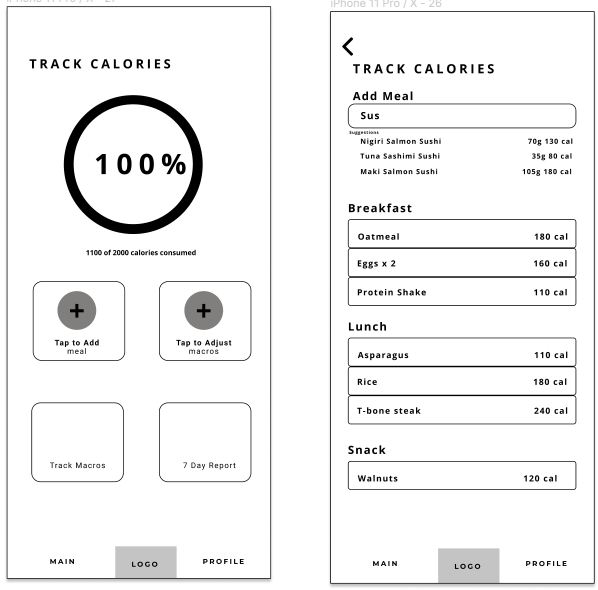 TRACK CALORIES
100%
1100 of 2000 calories consumed
+
Tap to Add
meal
+
Tap to Adjust
macros
Track Macros
7 Day Report
MAIN
LOGO
PROFILE
iPhone 11 Pro / X - 26
TRACK CALORIES
Add Meal
Sus
Suggestions
Nigiri Salmon Sushi 70g 130 cal
Tuna Sashimi Sushi 35g 80 cal
Maki Salmon Sushi 105g 180 cal
Breakfast
Oatmeal 180 cal
Eggs x 2 160 cal
Protein Shake 110 cal
Lunch
Asparagus 110 cal
Rice 180 cal
T-bone steak 240 cal
Snack
Walnuts 120 cal
MAIN
LOGO
PROFILE